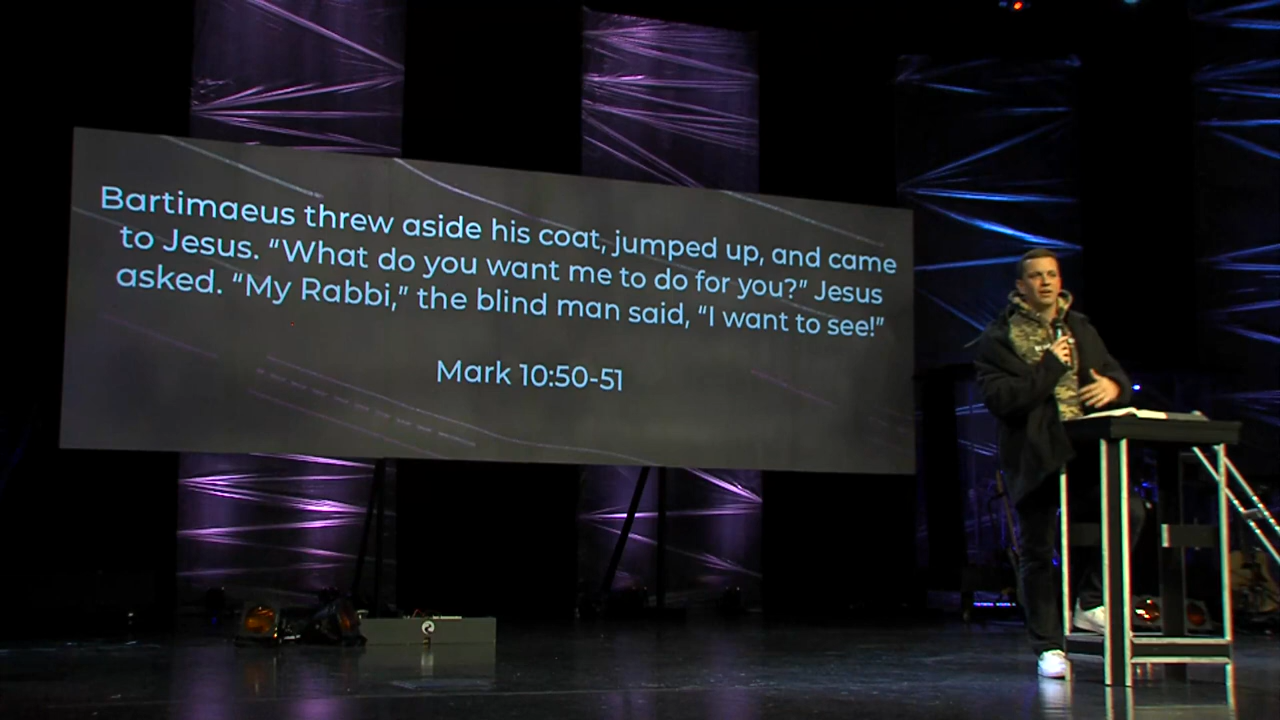 Bartimaeus threw aside his coat, jumped up, and came
to Jesus. “What do you want me to do for you?” Jesus
asked. “My Rabbi,” the blind man said, “I want to see!”
Mark 10:50-51